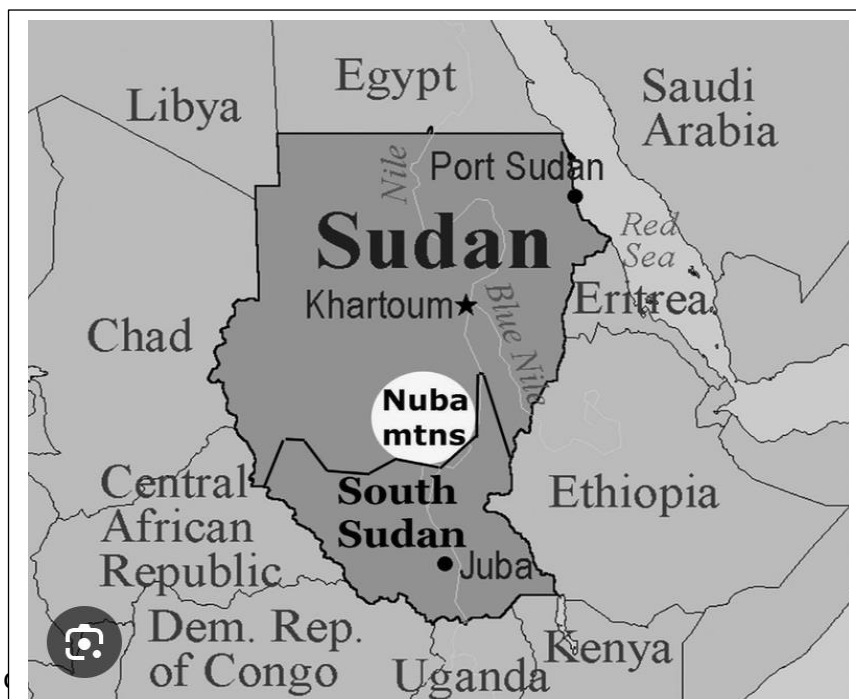 Egypt
Libya
Saudi
Arabia
Nile
Port Sudan
Sudan
Red
Sea
Khartoum
Eritrea
Blue Nile
Chad
Nuba
mtns
Central
African
Republic
South
Sudan
Ethiopia
Juba
Dem. Rep.
of Congo
Uganda
Kenya